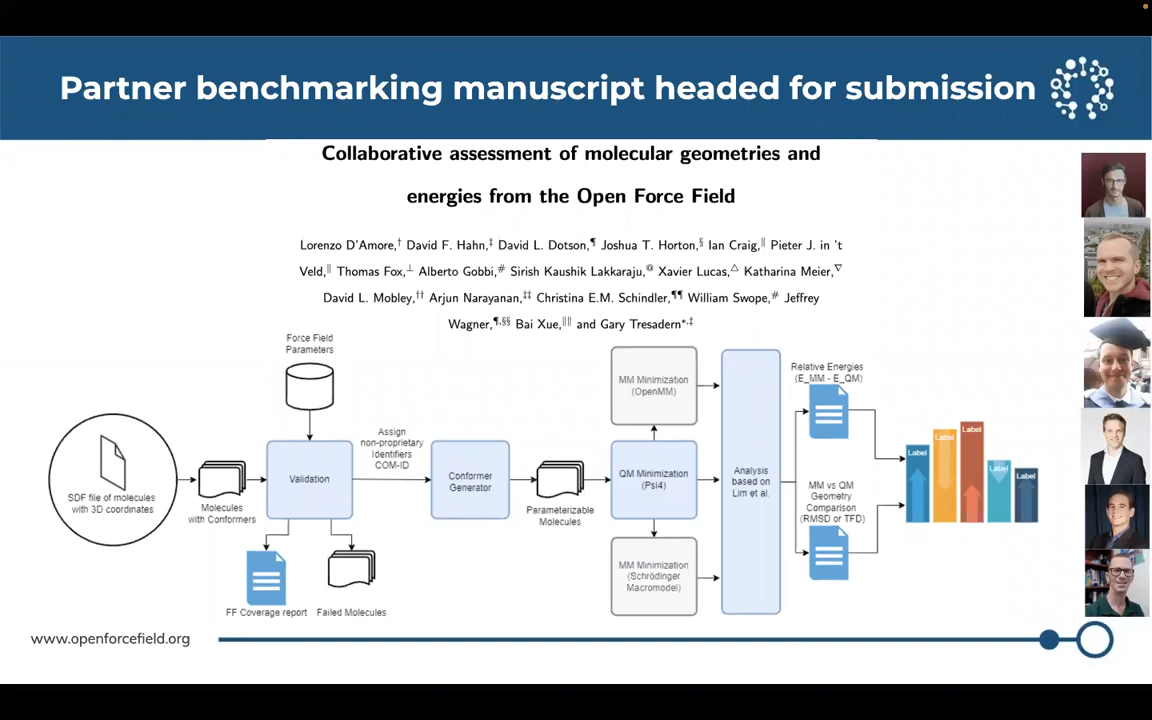 Partner benchmarking manuscript headed for submission
Collaborative assessment of molecular geometries and
energies from the Open Force Field
Lorenzo D'Amore,† David F. Hahn,‡ David L. Dotson,¶ Joshua T. Horton,§ Ian Craig,∥ Pieter J. in 't
Veld,∥ Thomas Fox,⊥ Alberto Gobbi,# Sirish Kaushik Lakkaraju,@ Xavier Lucas,△ Katharina Meier,▽
David L. Mobley,†† Arjun Narayanan,‡‡ Christina E.M. Schindler,¶¶ William Swope,# Jeffrey
Wagner,¶,§§ Bai Xue,∥∥ and Gary Tresadern*,‡
Force Field
Parameters
SDF file of molecules
with 3D coordinates
Molecules
with Conformers
Validation
FF Coverage report
Failed Molecules
Assign
non-proprietary
Identifiers
COM-ID
Conformer
Generator
Parameterizable
Molecules
MM Minimization
(OpenMM)
QM Minimization
(Psi4)
MM Minimization
(Schrödinger
Macromodel)
Analysis
based on
Lim et al.
Relative Energies
(E_MM - E_QM)
MM vs QM
Geometry
Comparison
(RMSD or TFD)
Label
Label
Label
Label
Label
www.openforcefield.org